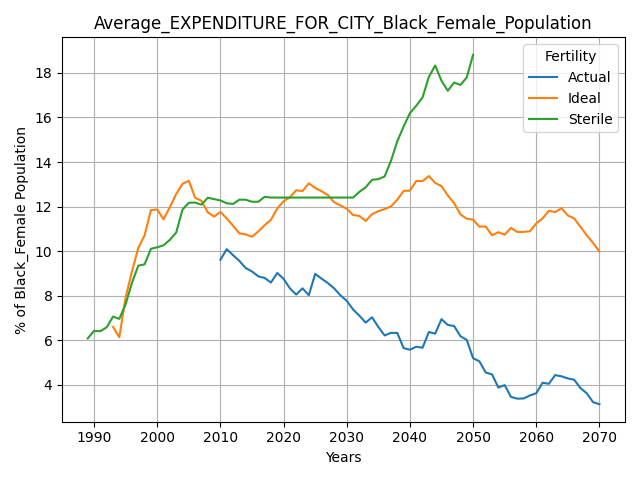 Average_EXPENDITURE_FOR_CITY_Black_Female_Population
% of Black_Female Population
18
16
14
12
10
8
6
4
Fertility
Actual
Ideal
Sterile
1990 2000 2010 2020 2030 2040 2050 2060 2070
Years